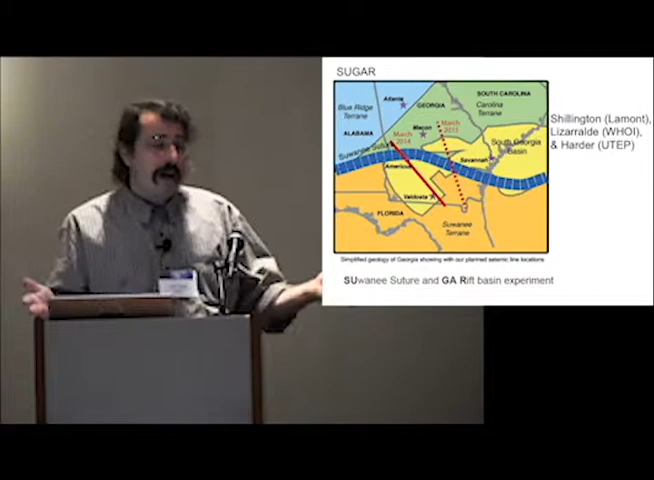 SUGAR
Shillington (Lamont),
Lizarralde (WHOI),
& Harder (UTEP)
SOUTH CAROLINA
Atlanta
GEORGIA
Blue Ridge
Terrane
Carolina
Terrane
Macon
March
2015
ALABAMA
March
2014
South Georgia
Basin
Suwanee Suture
Savannah
Americus
Valdosta
FLORIDA
Suwanee
Terrane
Simplified geology of Georgia showing with our planned seismic line locations
SUwanee Suture and GA Rift basin experiment